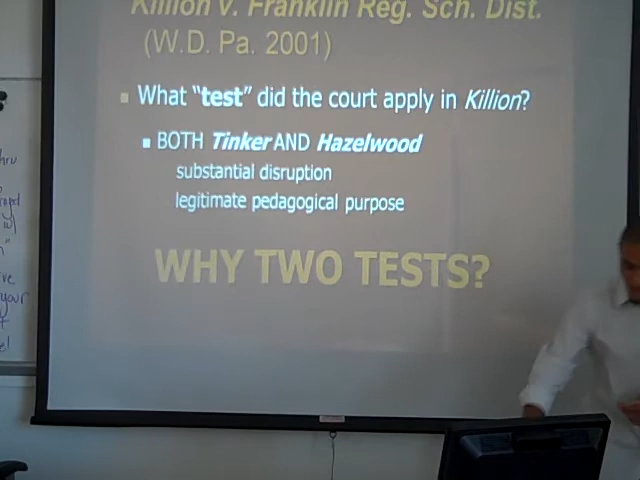 Killion v. Franklin Reg. Sch. Dist.
(W.D. Pa. 2001)
What "test" did the court apply in Killion?
BOTH Tinker AND Hazelwood
substantial disruption
legitimate pedagogical purpose
WHY TWO TESTS?
your